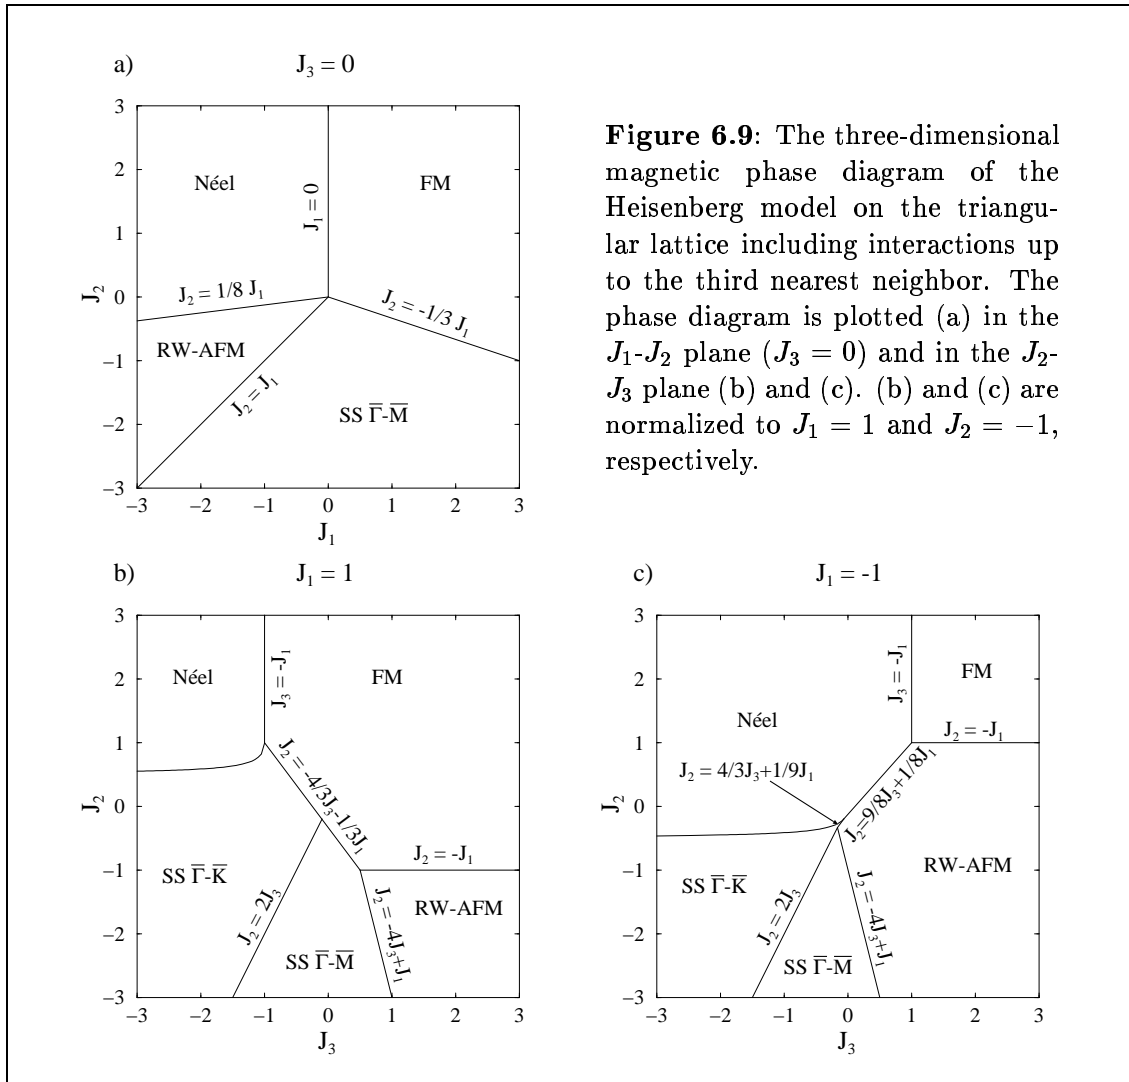 a)
J₃ = 0
3
2
1
0
−1
−2
−3
J₂
Néel
J₁ = 0
FM
J₂ = 1/8 J₁
J₂ = -1/3 J₁
RW-AFM
J₂ = J₁
SS Γ̅-M̅
−3 −2 −1 0 1 2 3
J₁
Figure 6.9: The three-dimensional
magnetic phase diagram of the
Heisenberg model on the triangu-
lar lattice including interactions up
to the third nearest neighbor. The
phase diagram is plotted (a) in the
J₁-J₂ plane (J₃ = 0) and in the J₂-
J₃ plane (b) and (c). (b) and (c) are
normalized to J₁ = 1 and J₂ = −1,
respectively.
b)
J₁ = 1
3
2
1
0
−1
−2
−3
J₂
Néel
J₃ = -J₁
FM
J₂ = -4/3J₃-1/3J₁
J₂ = -J₁
SS Γ̅-K̅
J₂ = 2J₃
RW-AFM
J₂ = -4J₃+J₁
SS Γ̅-M̅
−3 −2 −1 0 1 2 3
J₃
c)
J₁ = -1
3
2
1
0
−1
−2
−3
J₂
J₃ = -J₁
FM
Néel
J₂ = -J₁
J₂ = 4/3J₃+1/9J₁
J₂=9/8J₃+1/8J₁
SS Γ̅-K̅
J₂ = 2J₃
J₂ = -4J₃+J₁
RW-AFM
SS Γ̅-M̅
−3 −2 −1 0 1 2 3
J₃